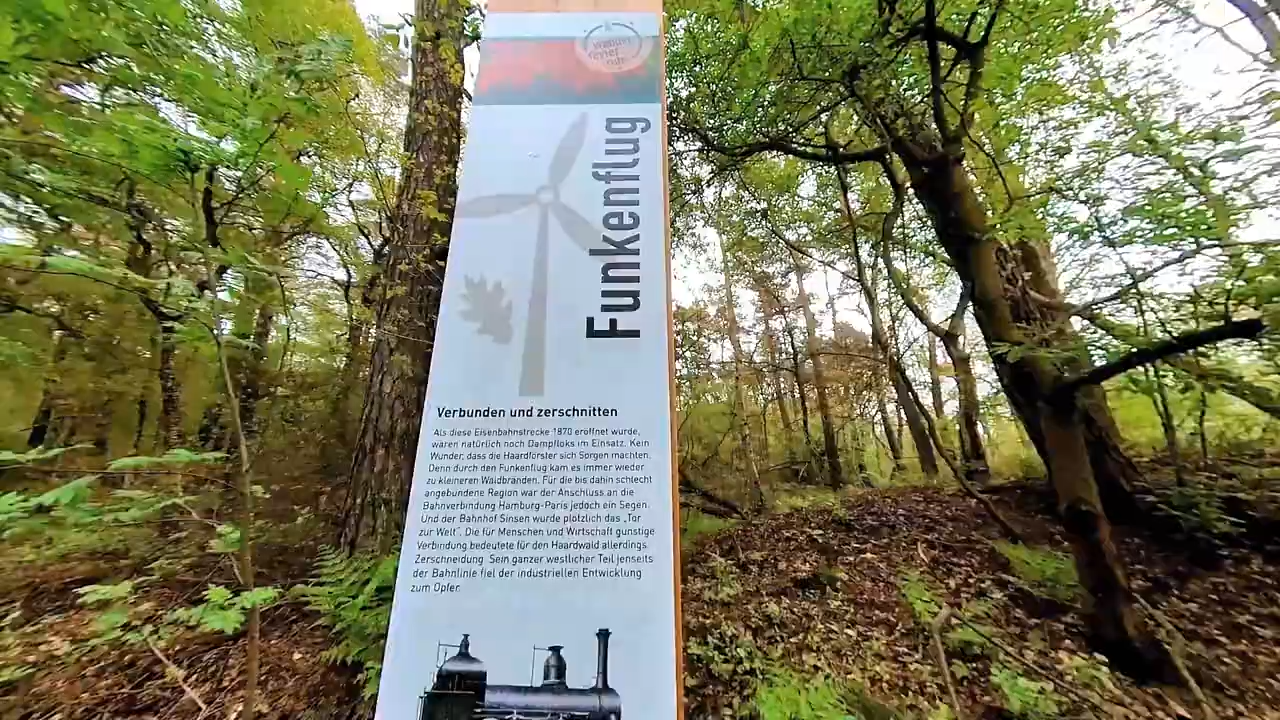 Funkenflug
Verbunden und zerschnitten
Als diese Eisenbahnstrecke 1870 eröffnet wurde,
waren natürlich noch Dampfloks im Einsatz. Kein
Wunder, dass die Haardförster sich Sorgen machten.
Denn durch den Funkenflug kam es immer wieder
zu kleineren Waldbränden. Für die bis dahin schlecht
angebundene Region war der Anschluss an die
Bahnverbindung Hamburg-Paris jedoch ein Segen.
Und der Bahnhof Sinsen wurde plötzlich das „Tor
zur Welt“. Die für Menschen und Wirtschaft günstige
Verbindung bedeutete für den Haardwald allerdings
Zerschneidung. Sein ganzer westlicher Teil jenseits
der Bahnlinie fiel der industriellen Entwicklung
zum Opfer.